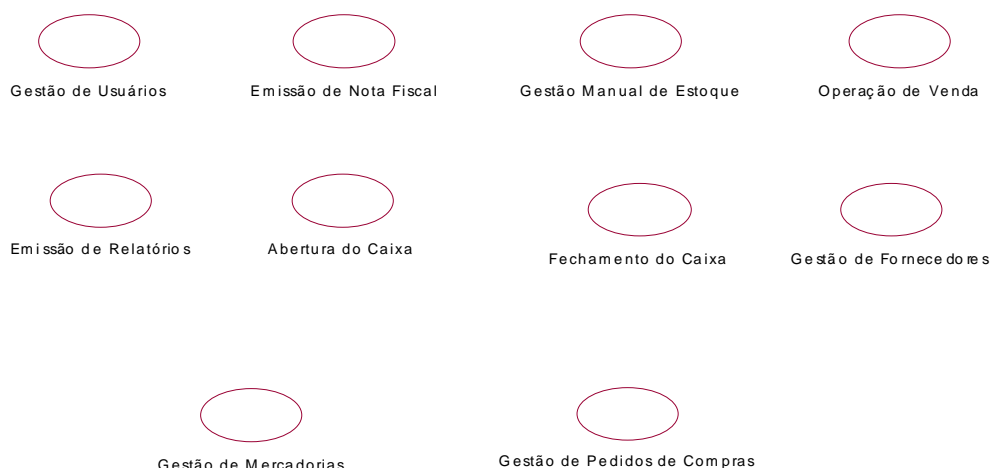 Gestão de Usuários
Emissão de Nota Fiscal
Gestão Manual de Estoque
Operação de Venda
Emissão de Relatórios
Abertura do Caixa
Fechamento do Caixa
Gestão de Fornecedores
Gestão de Mercadorias
Gestão de Pedidos de Compras